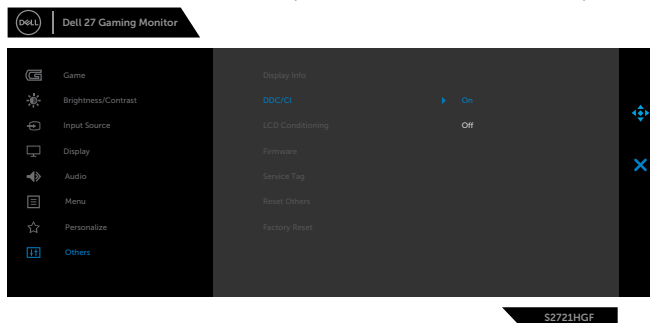 DELL
Dell 27 Gaming Monitor
Game
Display Info
Brightness/Contrast
DDC/CI
On
Input Source
LCD Conditioning
Off
Display
Firmware
Audio
Service Tag
Menu
Reset Others
Personalize
Factory Reset
Others
S2721HGF